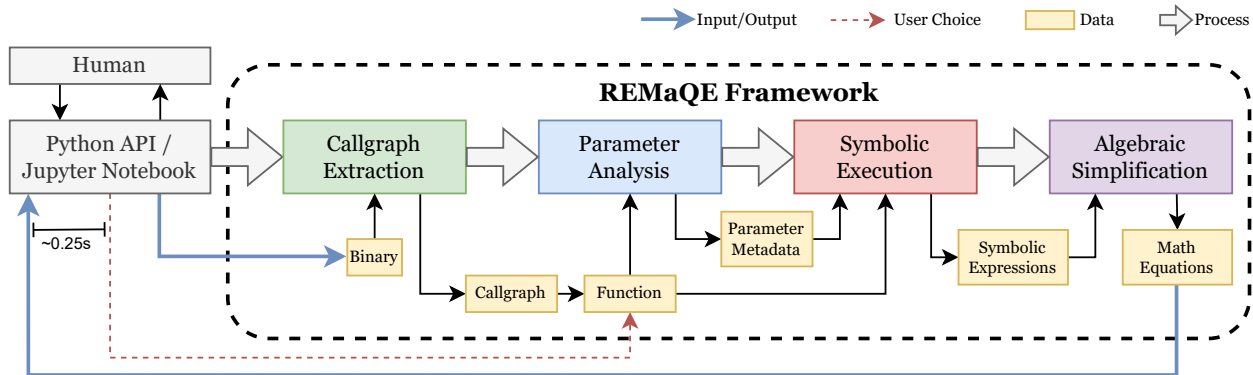 Input/Output
User Choice
Data
Process
Human
REMaQE Framework
Python API /
Jupyter Notebook
Callgraph
Extraction
Parameter
Analysis
Symbolic
Execution
Algebraic
Simplification
~0.25s
Binary
Parameter
Metadata
Symbolic
Expressions
Math
Equations
Callgraph
Function